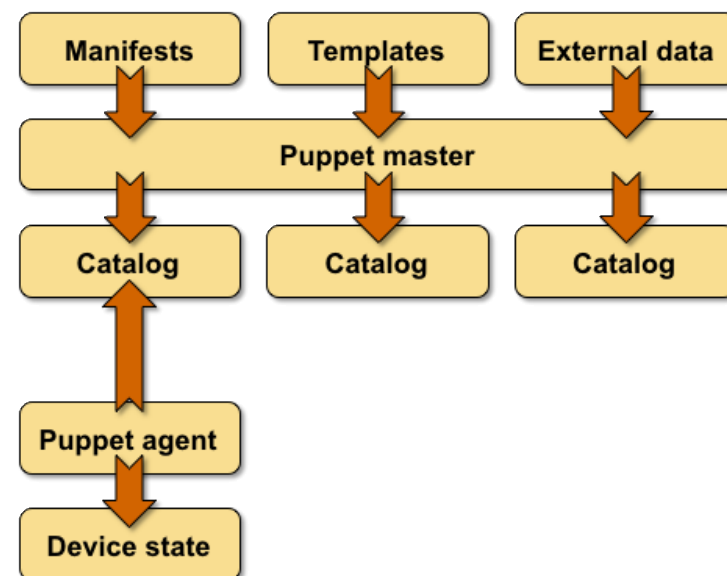 Manifests
Templates
External data
Puppet master
Catalog
Catalog
Catalog
Puppet agent
Device state